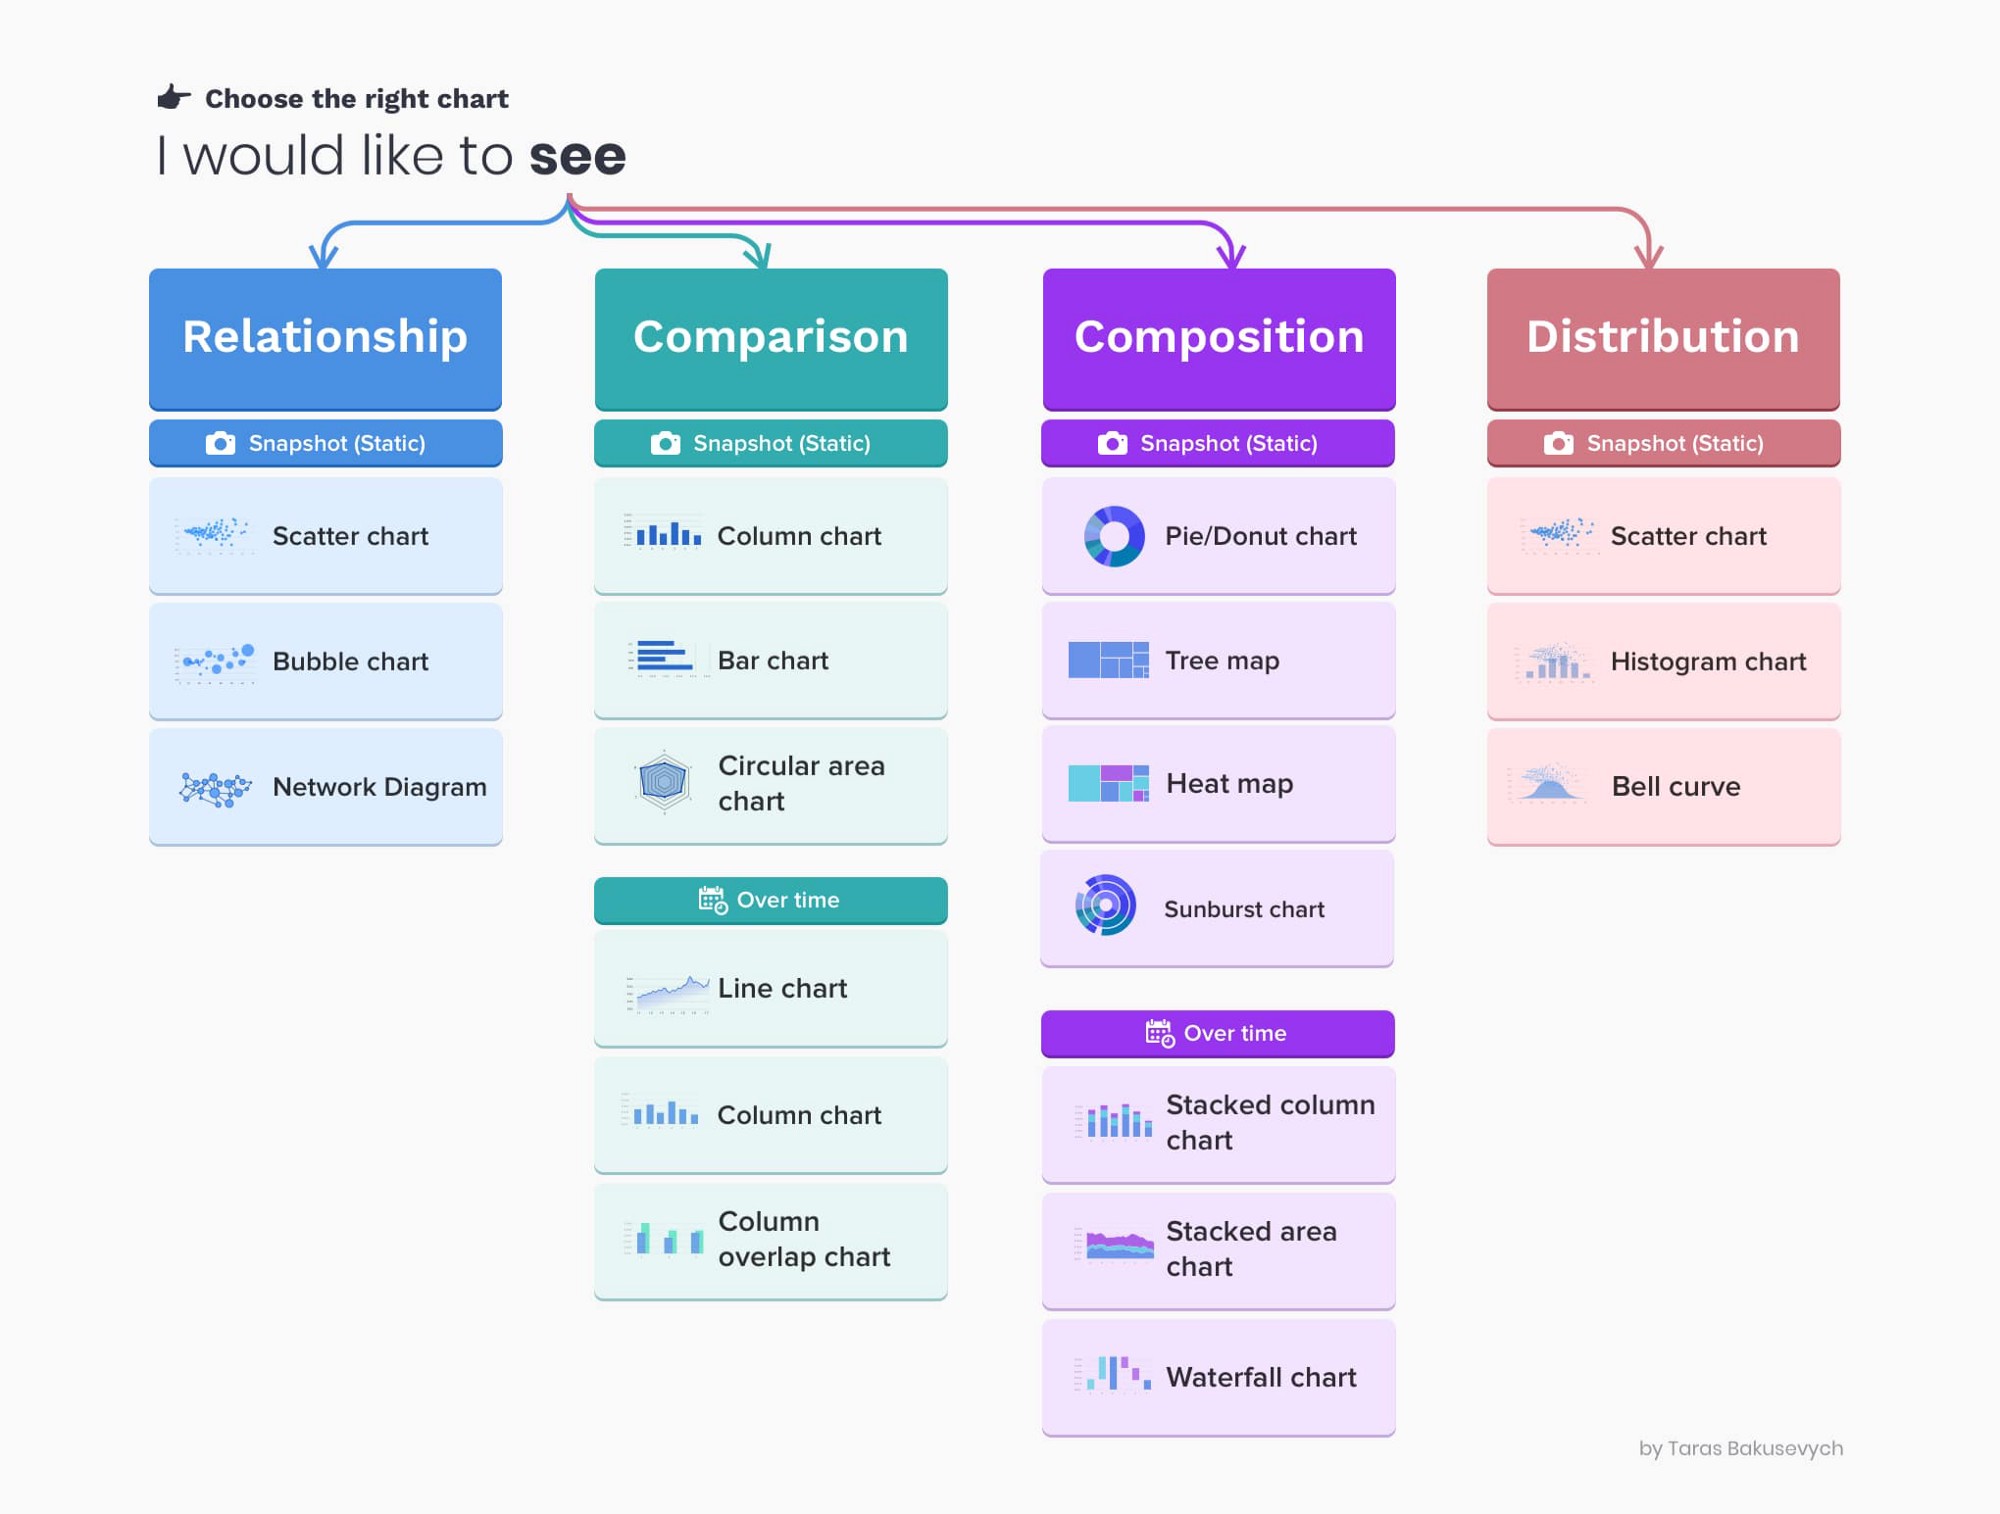 Choose the right chart
I would like to see
Relationship
Snapshot (Static)
Scatter chart
Bubble chart
Network Diagram
Comparison
Snapshot (Static)
Column chart
Bar chart
Circular area
chart
Over time
Line chart
Column chart
Column
overlap chart
Composition
Snapshot (Static)
Pie/Donut chart
Tree map
Heat map
Sunburst chart
Over time
Stacked column
chart
Stacked area
chart
Waterfall chart
Distribution
Snapshot (Static)
Scatter chart
Histogram chart
Bell curve
by Taras Bakusevych